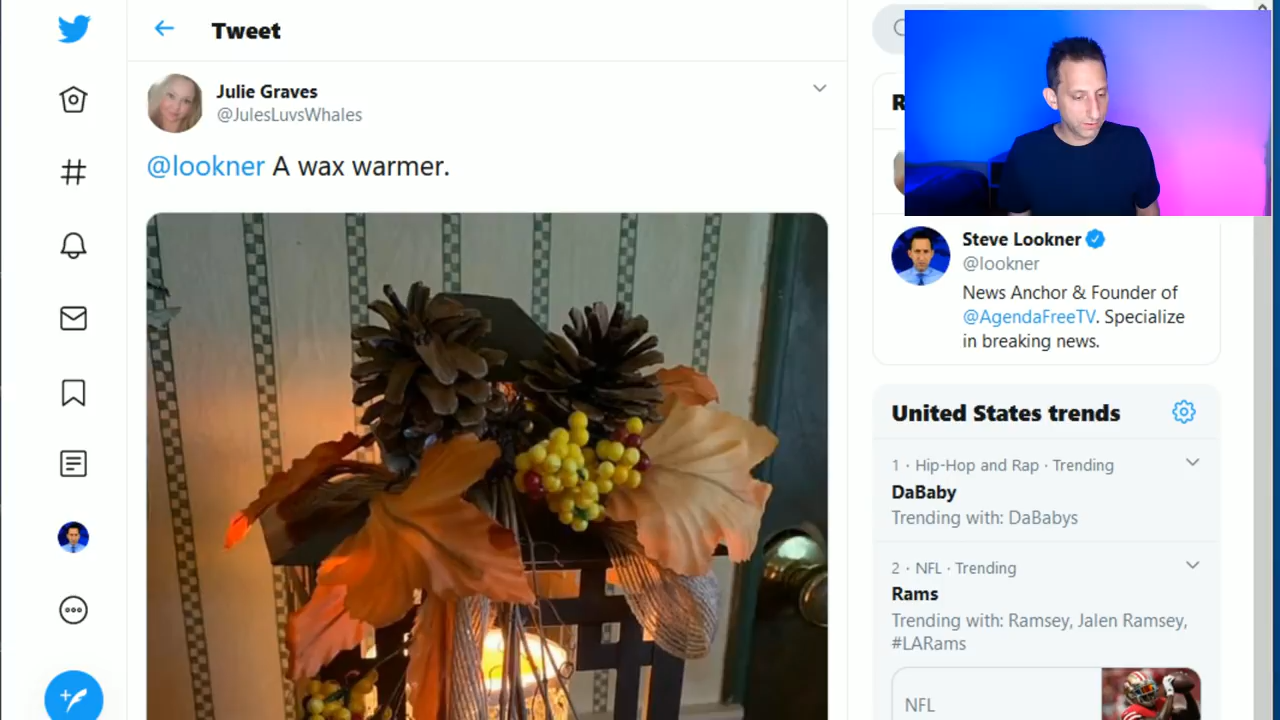 Tweet
Julie Graves
@JulesLuvsWhales
@lookner A wax warmer.
R
Steve Lookner
@lookner
News Anchor & Founder of
@AgendaFreeTV. Specialize
in breaking news.
United States trends
1 · Hip-Hop and Rap · Trending
DaBaby
Trending with: DaBabys
2 · NFL · Trending
Rams
Trending with: Ramsey, Jalen Ramsey,
#LARams
NFL